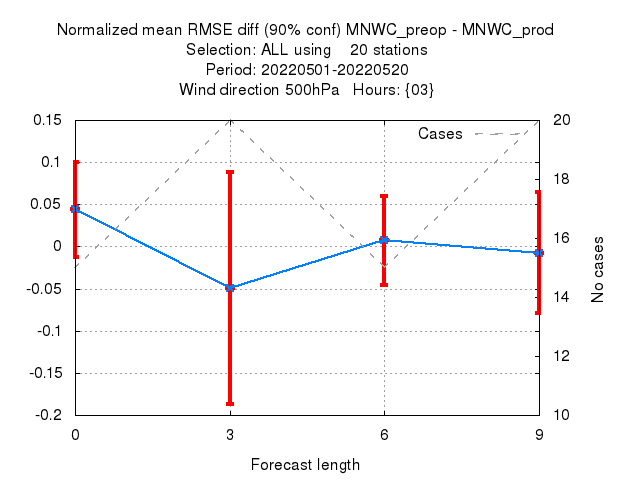 Normalized mean RMSE diff (90% conf) MNWC_preop - MNWC_prod
Selection: ALL using    20 stations
Period: 20220501-20220520
Wind direction 500hPa   Hours: {03}
Cases
0.15
0.1
0.05
0
-0.05
-0.1
-0.15
-0.2
20
18
16
14
12
10
No cases
0 3 6 9
Forecast length